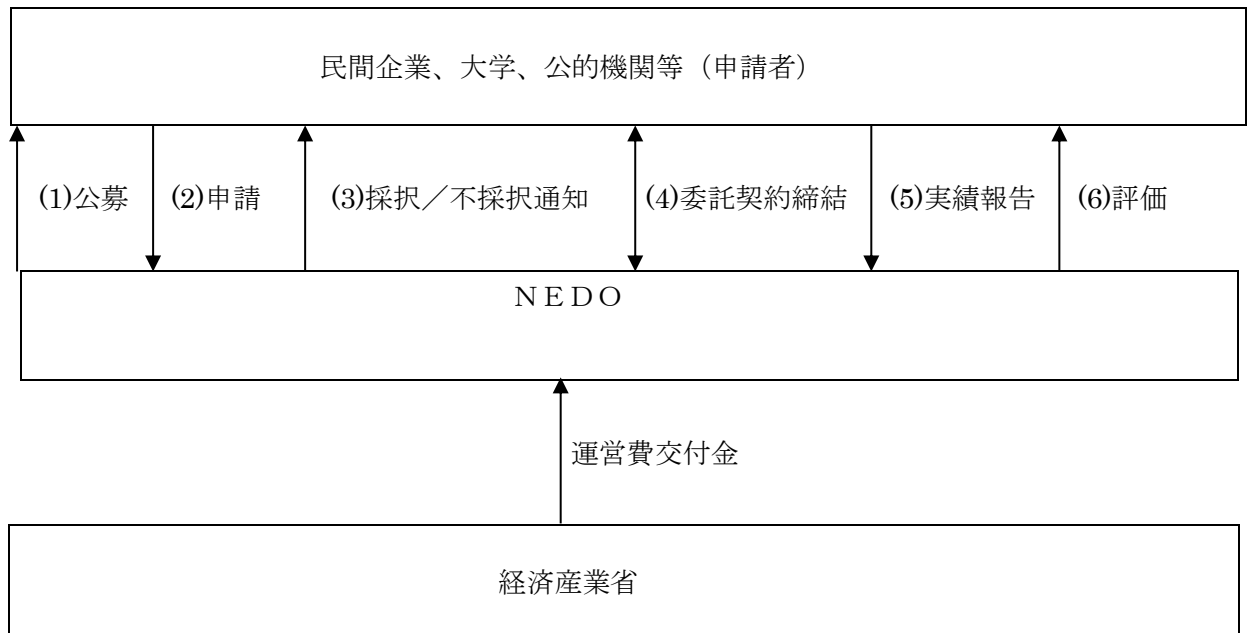 民間企業、大学、公的機関等（申請者）
(1)公募 (2)申請 (3)採択／不採択通知 (4)委託契約締結 (5)実績報告 (6)評価
ＮＥＤＯ
運営費交付金
経済産業省